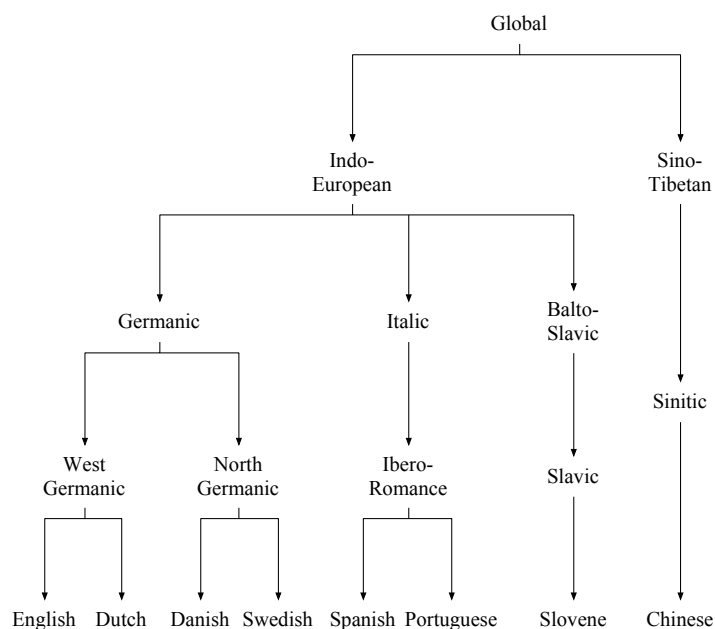 Global
Indo-
European
Sino-
Tibetan
Germanic
Italic
Balto-
Slavic
Sinitic
West
Germanic
North
Germanic
Ibero-
Romance
Slavic
English Dutch Danish Swedish Spanish Portuguese Slovene Chinese